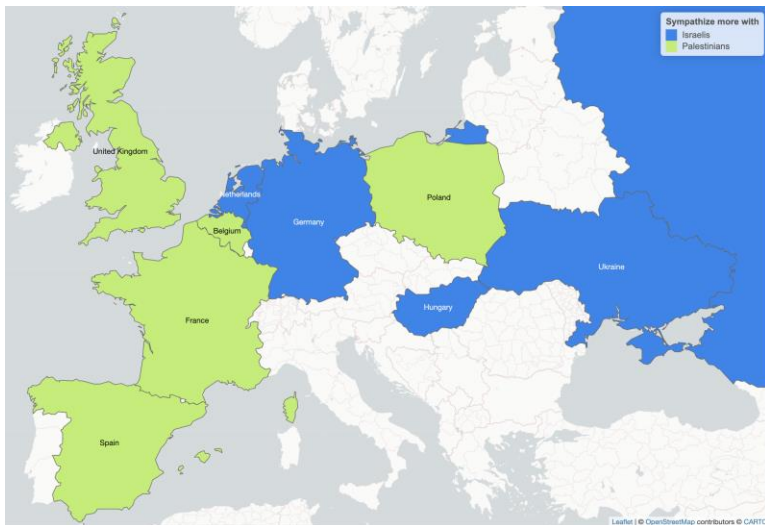 Sympathize more with
Israelis
Palestinians
United Kingdom
Netherlands
Poland
Germany
Belgium
Ukraine
Hungary
France
Spain
Leaflet | © OpenStreetMap contributors © CARTO